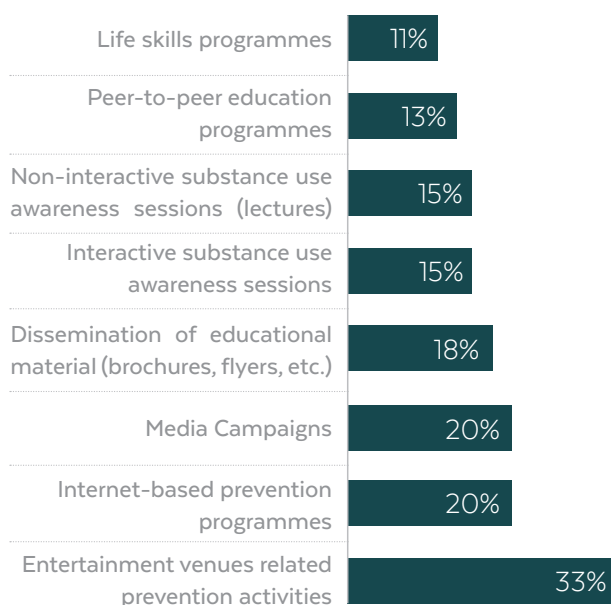 Life skills programmes 11%
Peer-to-peer education
programmes 13%
Non-interactive substance use
awareness sessions (lectures) 15%
Interactive substance use
awareness sessions 15%
Dissemination of educational
material (brochures, flyers, etc.) 18%
Media Campaigns 20%
Internet-based prevention
programmes 20%
Entertainment venues related
prevention activities 33%